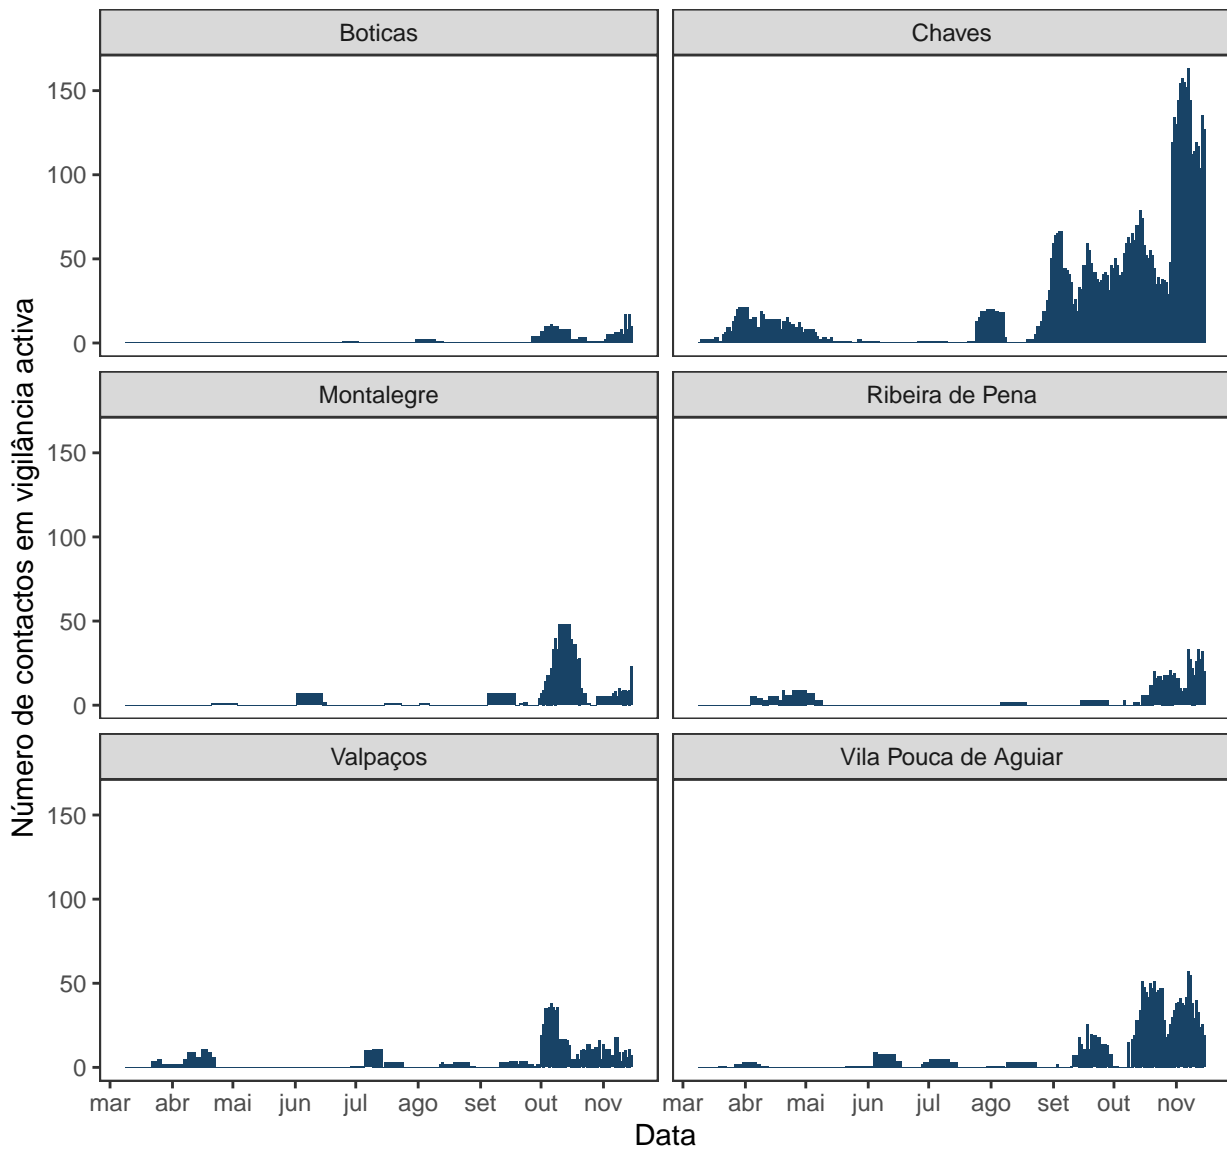 Boticas
Chaves
150
100
50
0
Montalegre
Ribeira de Pena
150
100
50
0
Valpaços
Vila Pouca de Aguiar
150
100
50
0
mar abr mai jun jul ago set out nov
mar abr mai jun jul ago set out nov
Data
Número de contactos em vigilância activa